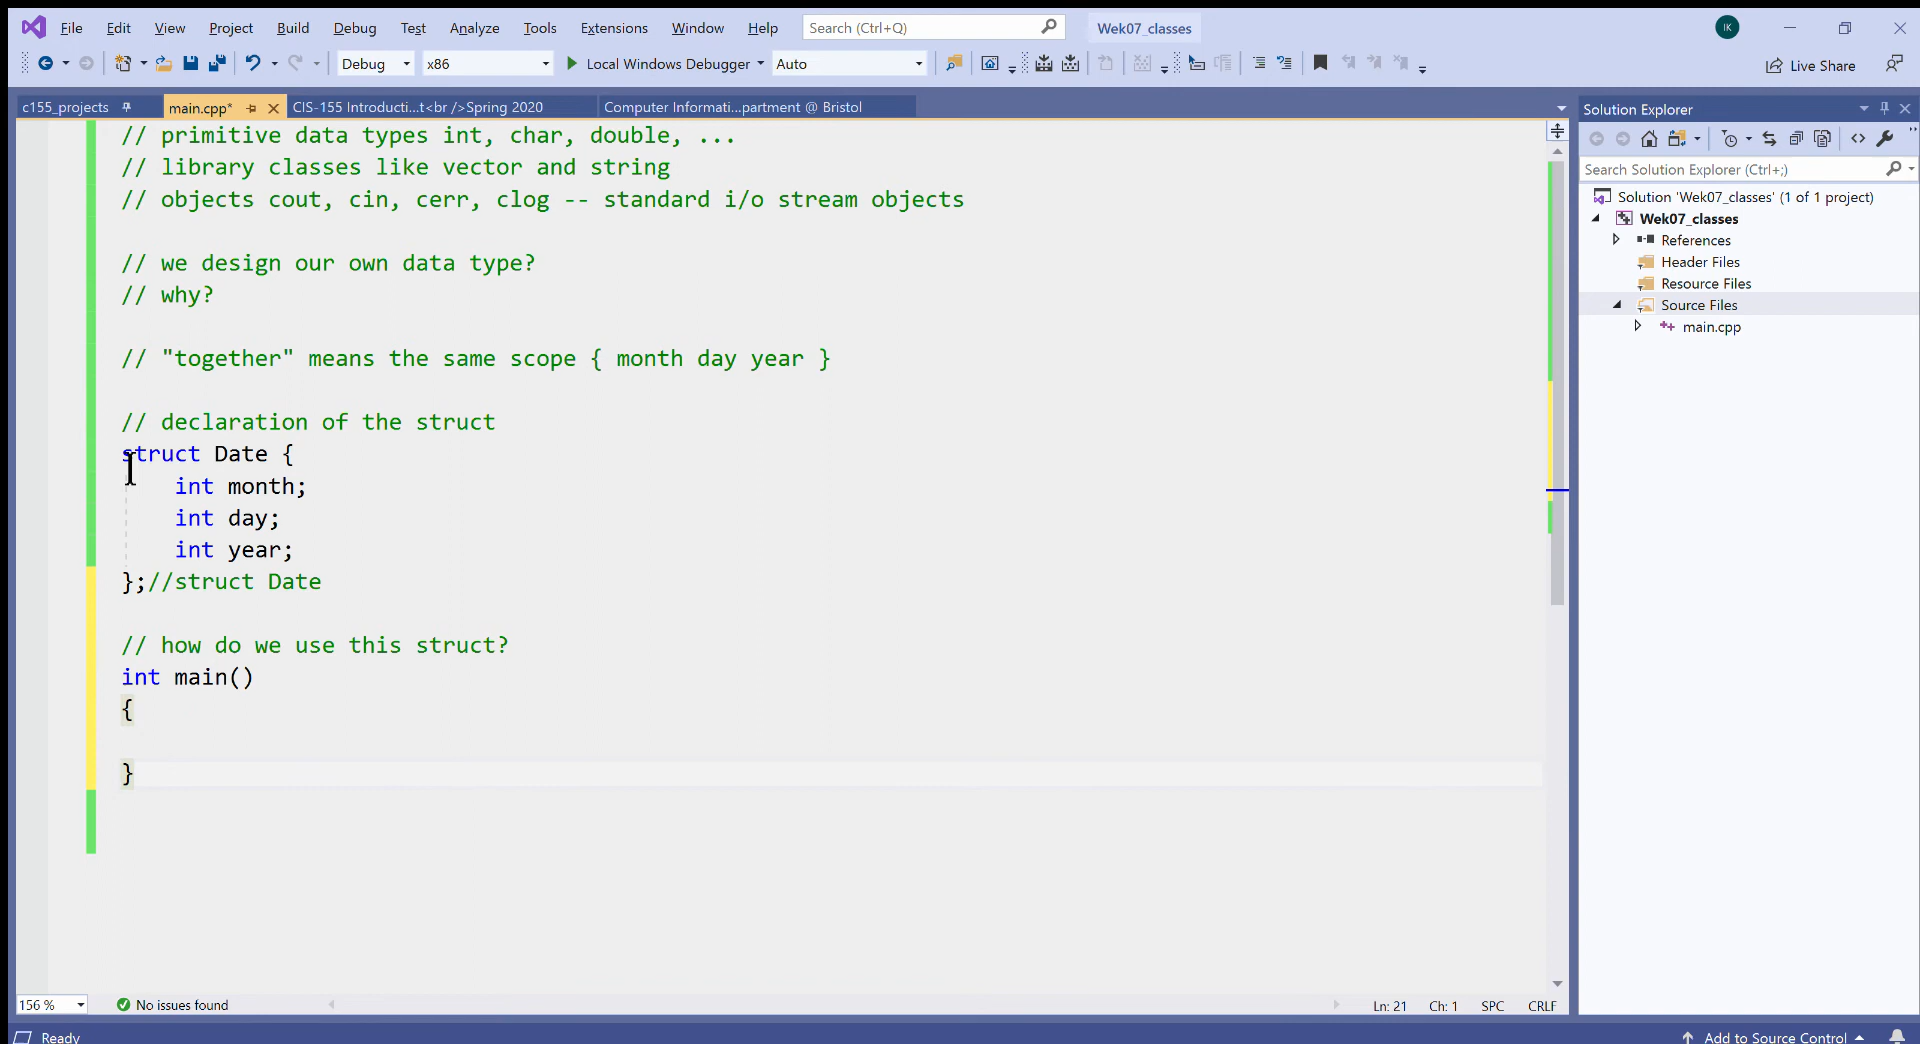 File Edit View Project Build Debug Test Analyze Tools Extensions Window Help Search (Ctrl+Q) Wek07_classes IK
Debug x86 Local Windows Debugger Auto Live Share
c155_projects main.cpp* CIS-155 Introducti...t<br />Spring 2020 Computer Informati...partment @ Bristol
// primitive data types int, char, double, ...
// library classes like vector and string
// objects cout, cin, cerr, clog -- standard i/o stream objects
// we design our own data type?
// why?
// "together" means the same scope { month day year }
// declaration of the struct
struct Date {
int month;
int day;
int year;
};//struct Date
// how do we use this struct?
int main()
{
}
156 % No issues found Ln: 21 Ch: 1 SPC CRLF
Solution Explorer
Search Solution Explorer (Ctrl+;)
Solution 'Wek07_classes' (1 of 1 project)
Wek07_classes
References
Header Files
Resource Files
Source Files
main.cpp
Ready Add to Source Control